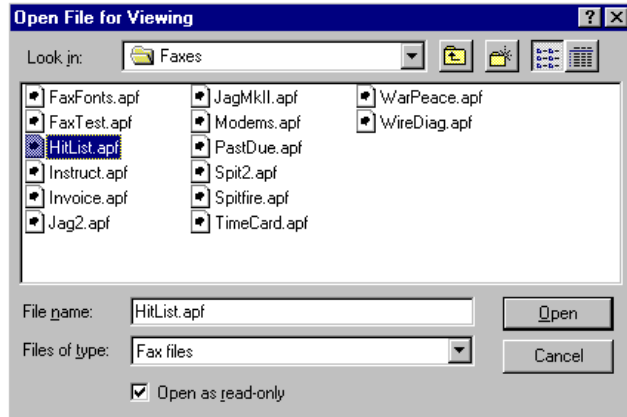 Open File for Viewing
Look in: Faxes
FaxFonts.apf JagMkII.apf WarPeace.apf
FaxTest.apf Modems.apf WireDiag.apf
HitList.apf PastDue.apf
Instruct.apf Spit2.apf
Invoice.apf Spitfire.apf
Jag2.apf TimeCard.apf
File name: HitList.apf Open
Files of type: Fax files Cancel
Open as read-only